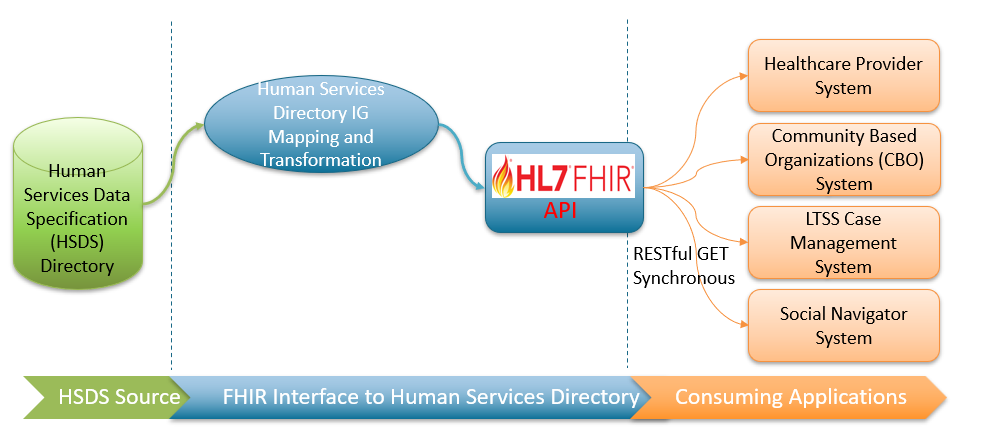 Human
Services Data
Specification
(HSDS)
Directory
Human Services
Directory IG
Mapping and
Transformation
HL7 FHIR
API
RESTful GET
Synchronous
Healthcare Provider
System
Community Based
Organizations (CBO)
System
LTSS Case
Management
System
Social Navigator
System
HSDS Source
FHIR Interface to Human Services Directory
Consuming Applications